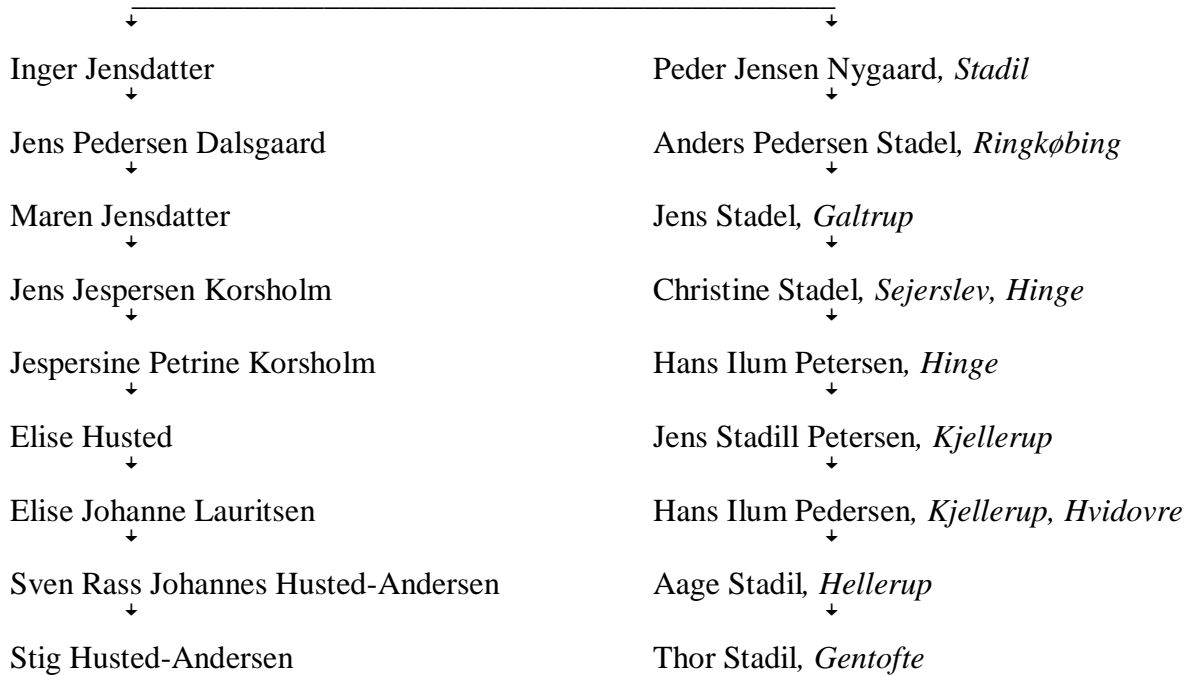 Inger Jensdatter Peder Jensen Nygaard, Stadil
Jens Pedersen Dalsgaard Anders Pedersen Stadel, Ringkøbing
Maren Jensdatter Jens Stadel, Galtrup
Jens Jespersen Korsholm Christine Stadel, Sejerslev, Hinge
Jespersine Petrine Korsholm Hans Ilum Petersen, Hinge
Elise Husted Jens Stadill Petersen, Kjellerup
Elise Johanne Lauritsen Hans Ilum Pedersen, Kjellerup, Hvidovre
Sven Rass Johannes Husted-Andersen Aage Stadil, Hellerup
Stig Husted-Andersen Thor Stadil, Gentofte